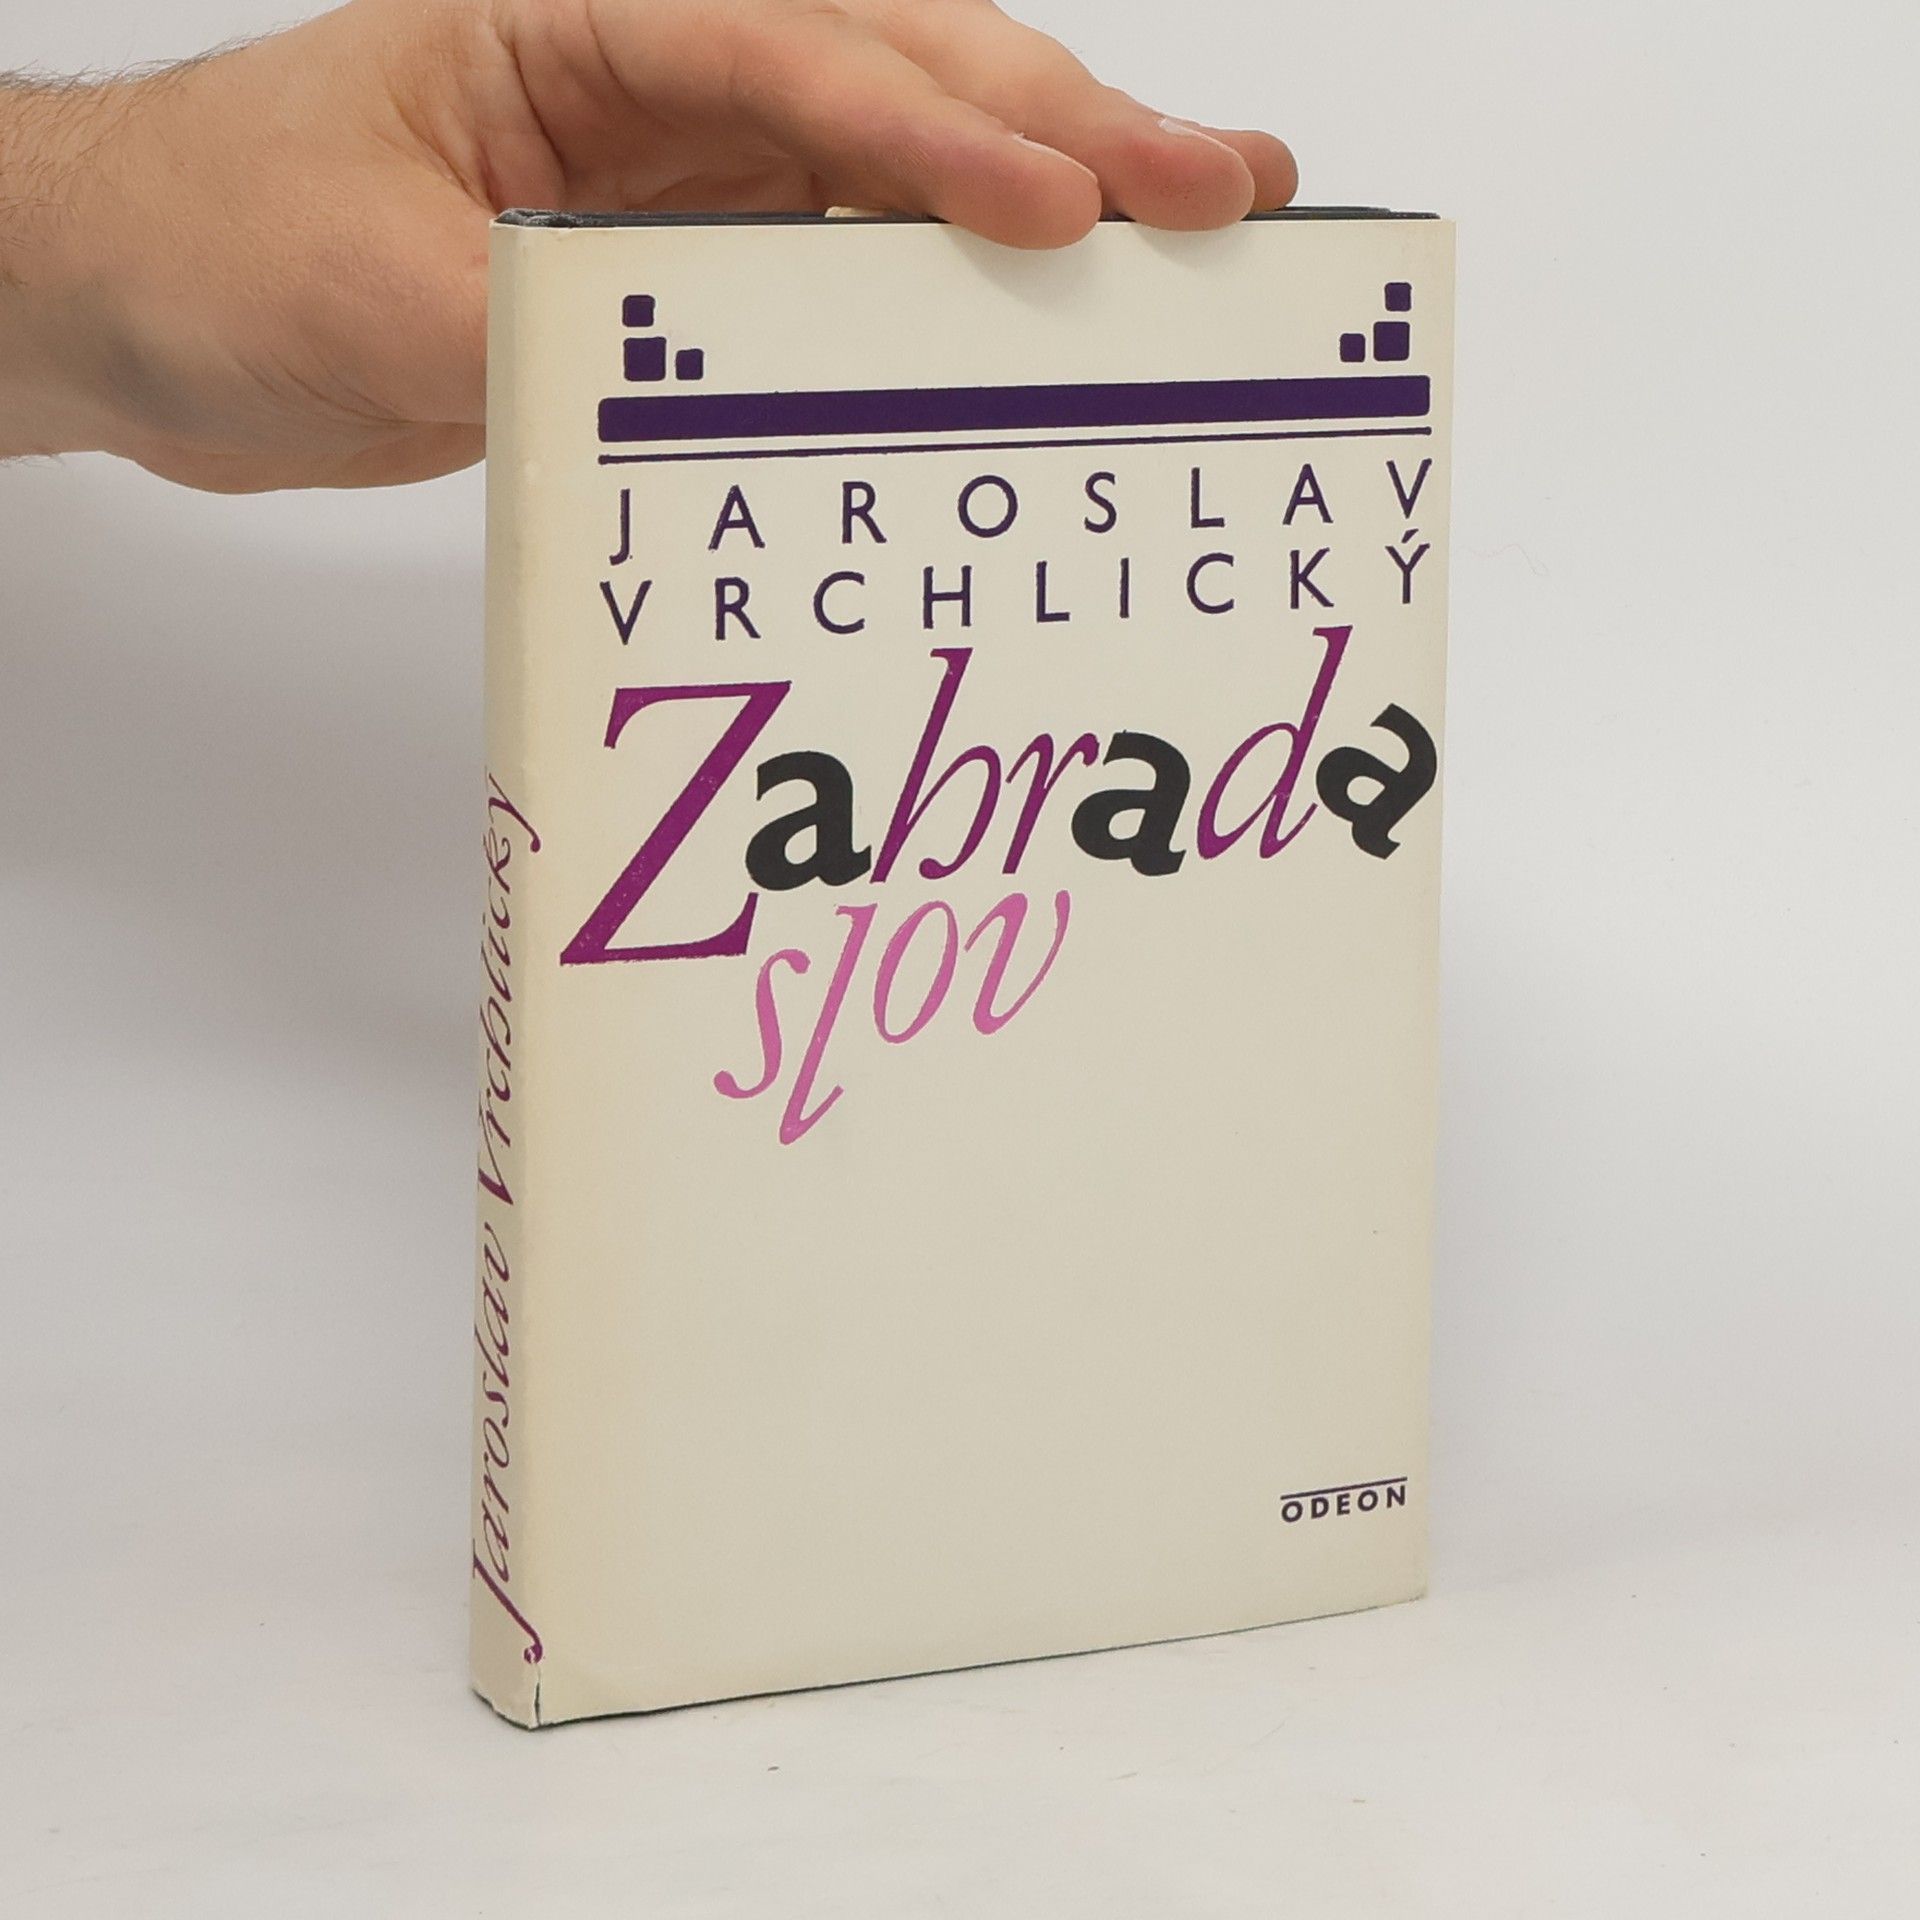 JAROSLAV
VRCHLICKÝ
Zahrada
slov
ODEON
Jaroslav Vrchlický